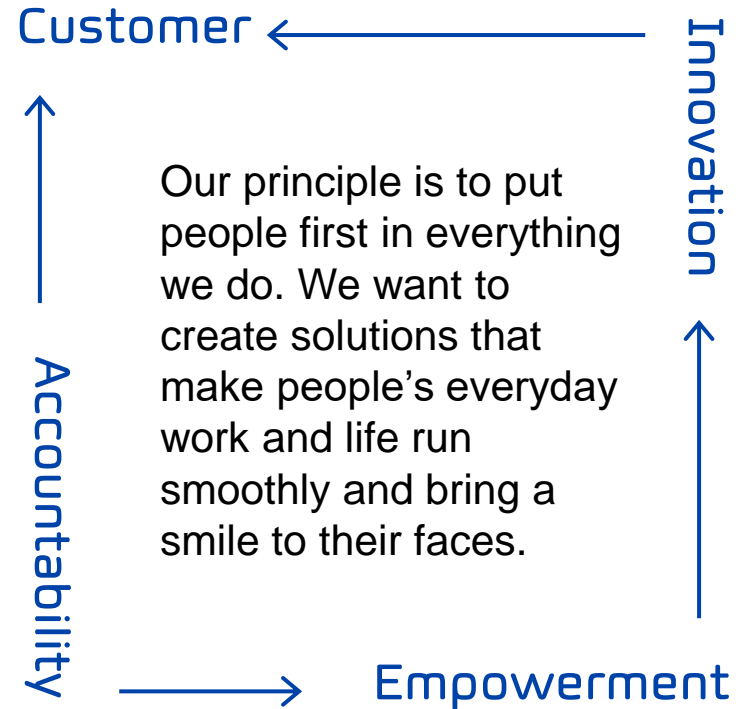 Customer
Innovation
Our principle is to put
people first in everything
we do. We want to
create solutions that
make people’s everyday
work and life run
smoothly and bring a
smile to their faces.
Accountability
Empowerment